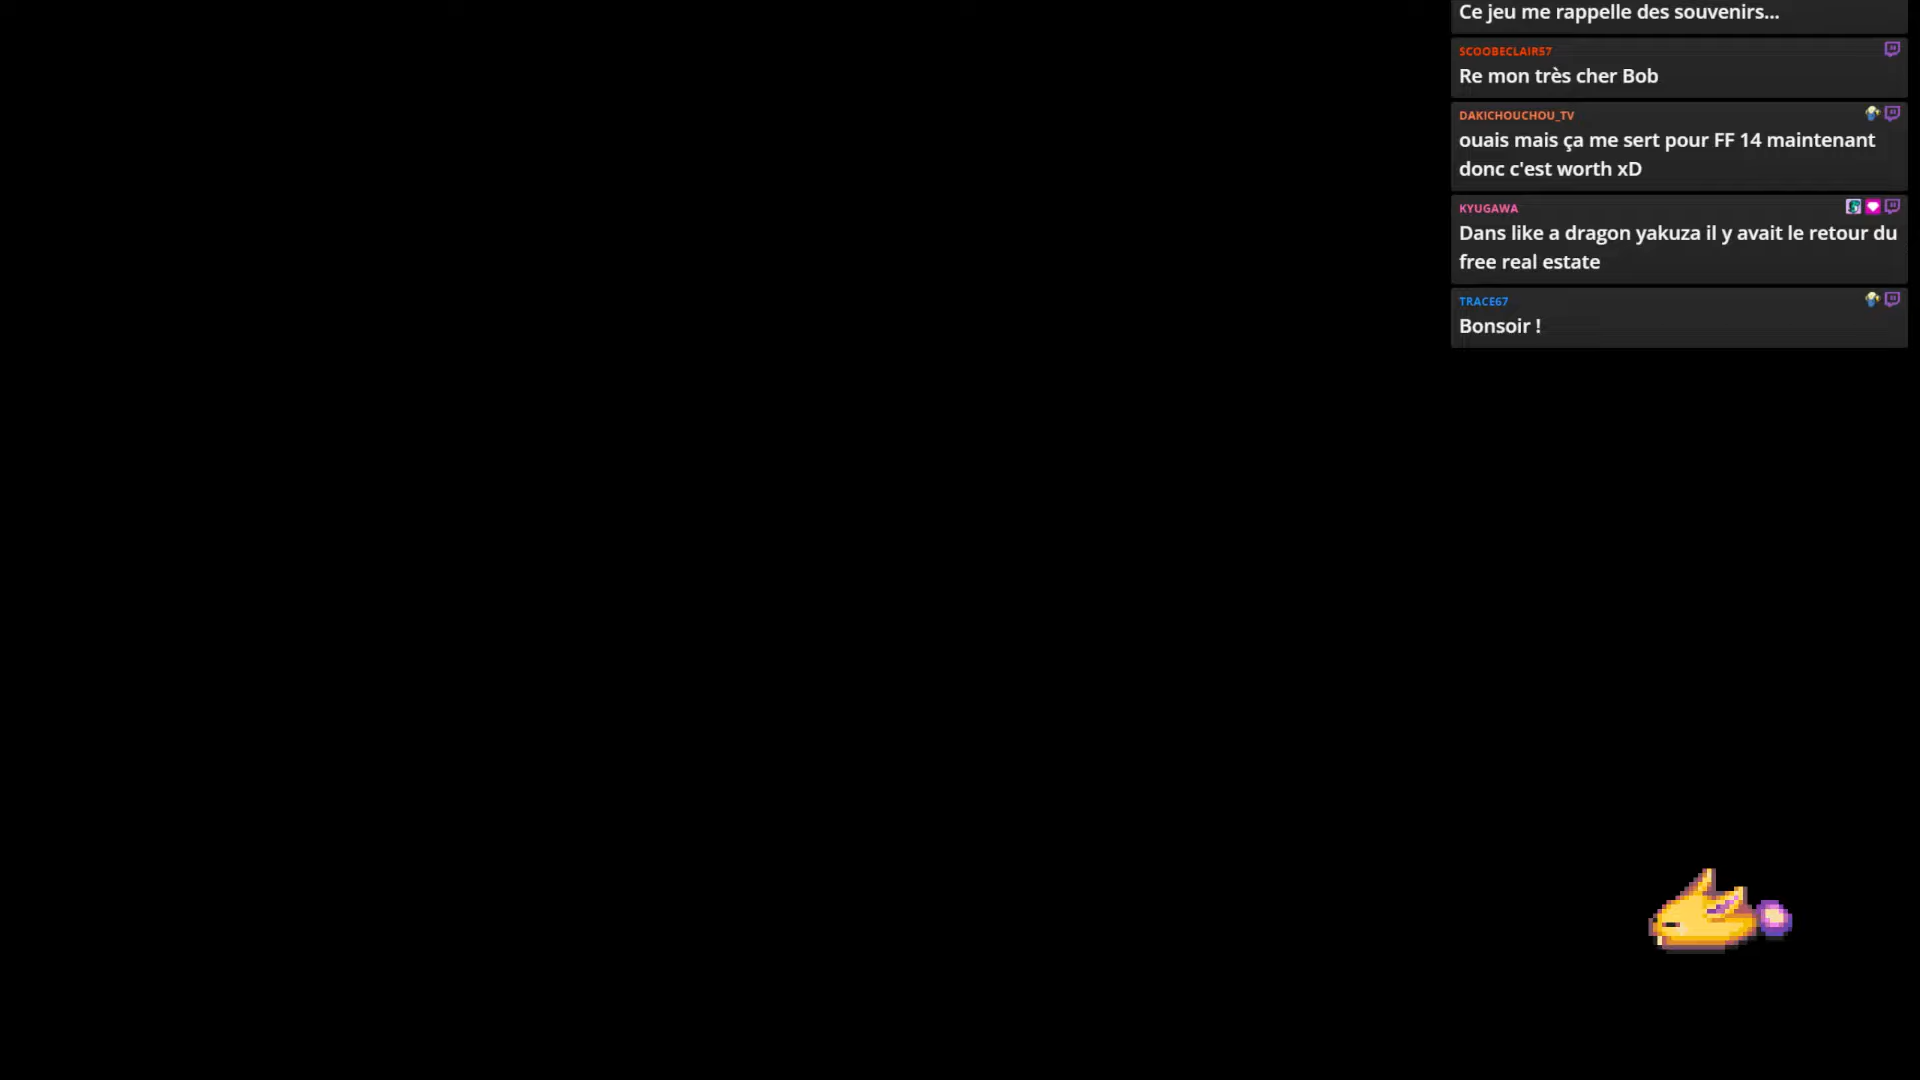 Ce jeu me rappelle des souvenirs...
SCOOBECLAIR57
Re mon très cher Bob
DAKICHOUCHOU_TV
ouais mais ça me sert pour FF 14 maintenant
donc c'est worth xD
KYUGAWA
Dans like a dragon yakuza il y avait le retour du
free real estate
TRACE67
Bonsoir !